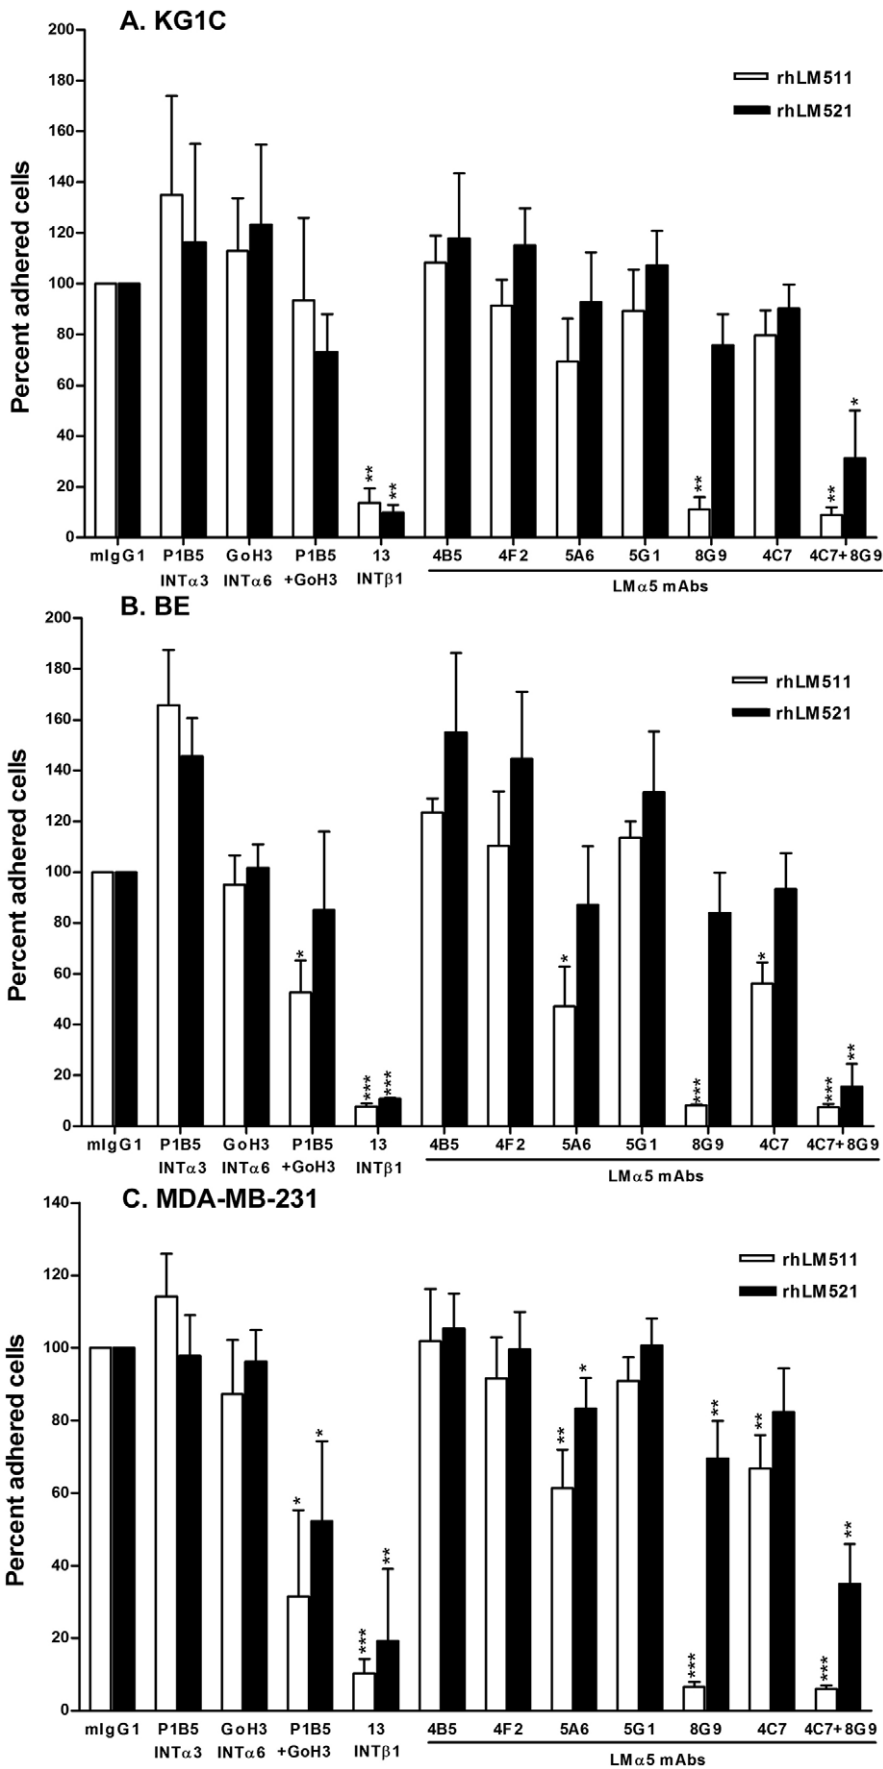 A. KG1C
200
180
160
140
120
100
80
60
40
20
0
Percent adhered cells
rhLM511
rhLM521
** ** ** ** *
mIgG1 P1B5 GoH3 P1B5 13 4B5 4F2 5A6 5G1 8G9 4C7 4C7+8G9
INTα3 INTα6 +GoH3 INTβ1
LMα5 mAbs
B. BE
200
180
160
140
120
100
80
60
40
20
0
Percent adhered cells
rhLM511
rhLM521
* *** *** * *** * *** **
mIgG1 P1B5 GoH3 P1B5 13 4B5 4F2 5A6 5G1 8G9 4C7 4C7+8G9
INTα3 INTα6 +GoH3 INTβ1
LMα5 mAbs
C. MDA-MB-231
140
120
100
80
60
40
20
0
Percent adhered cells
rhLM511
rhLM521
* * *** ** ** * *** ** ** *** **
mIgG1 P1B5 GoH3 P1B5 13 4B5 4F2 5A6 5G1 8G9 4C7 4C7+8G9
INTα3 INTα6 +GoH3 INTβ1
LMα5 mAbs